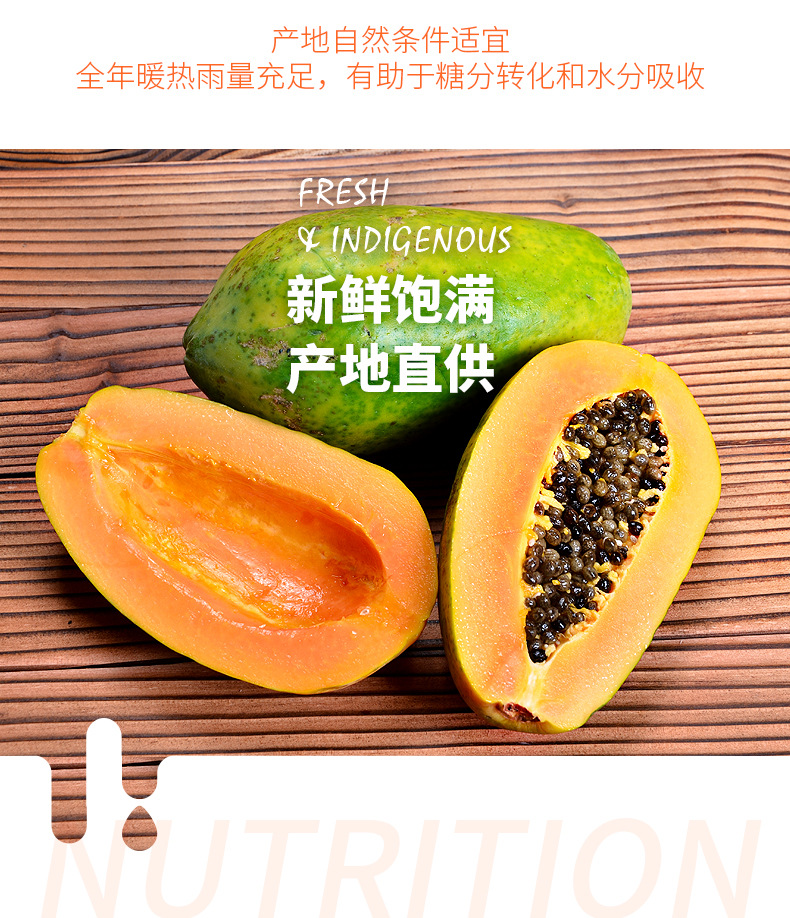 产地自然条件适宜
全年暖热雨量充足，有助于糖分转化和水分吸收
FRESH
& INDIGENOUS
新鲜饱满
产地直供
NUTRITION